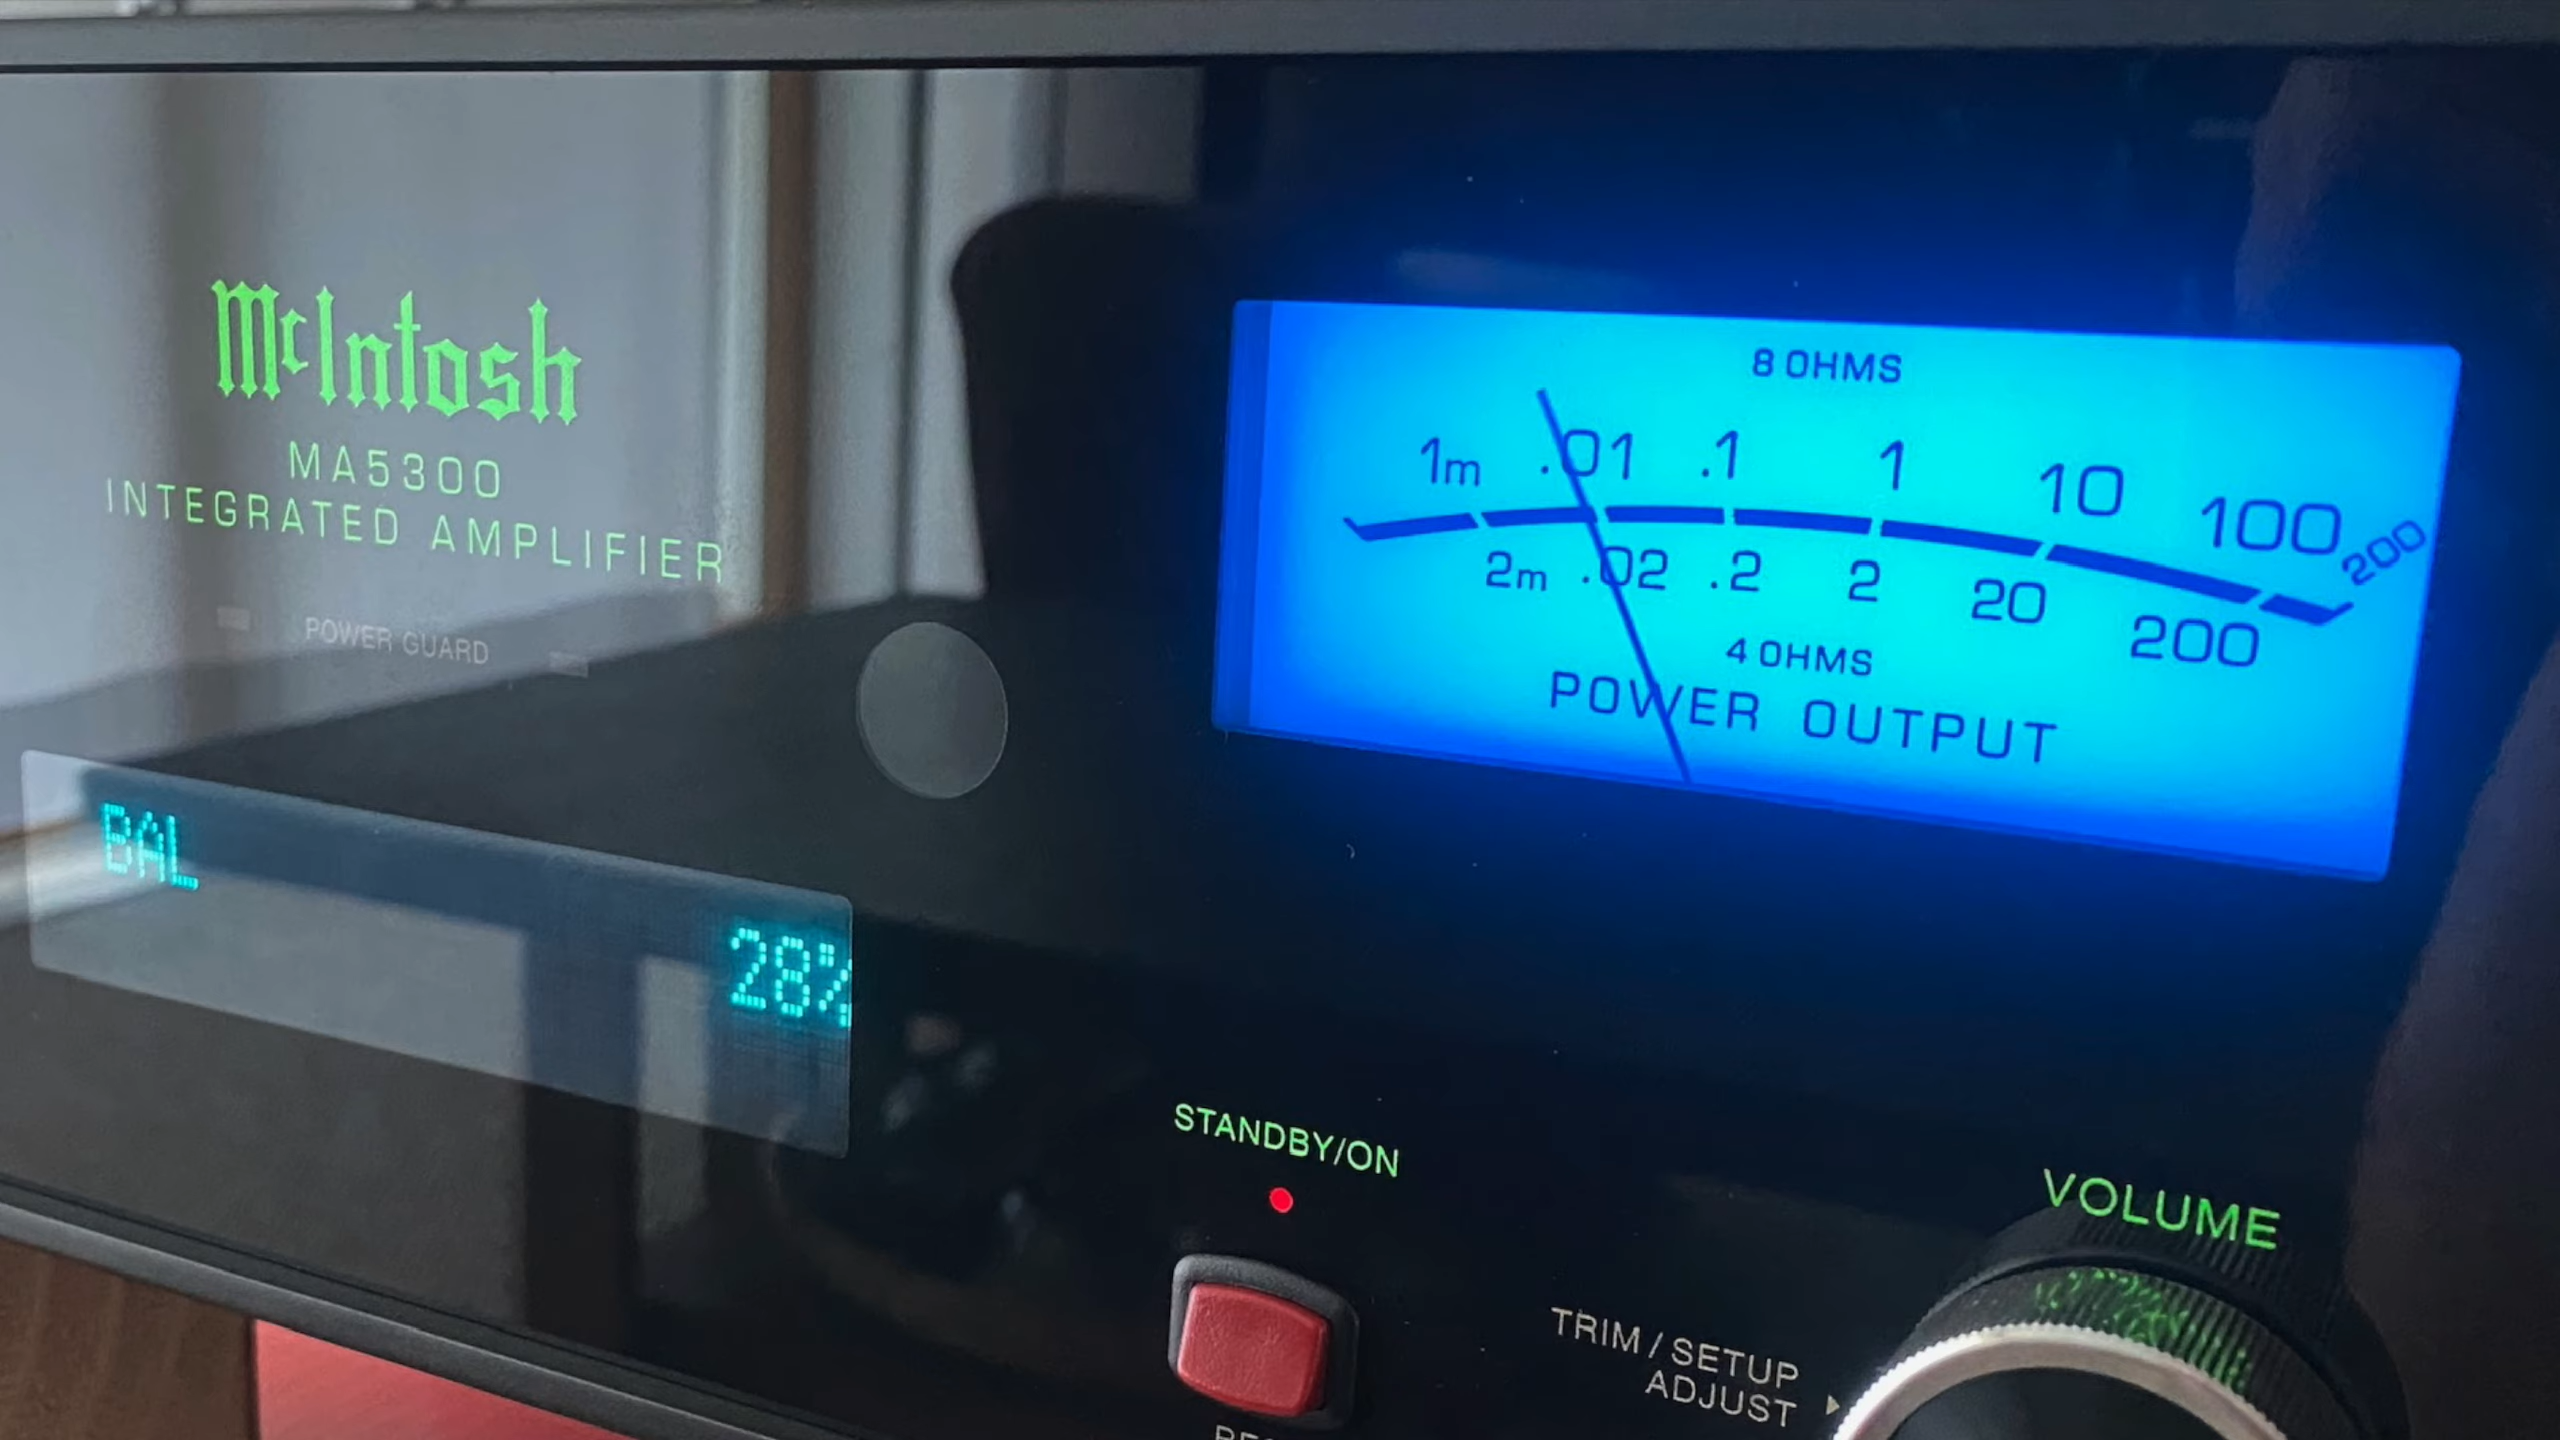 McIntosh
MA5300
INTEGRATED AMPLIFIER
POWER GUARD
BAL
28%
8 OHMS
1m .01 .1 1 10 100 200
2m .02 .2 2 20 200
4 OHMS
POWER OUTPUT
STANDBY/ON
VOLUME
TRIM / SETUP
ADJUST